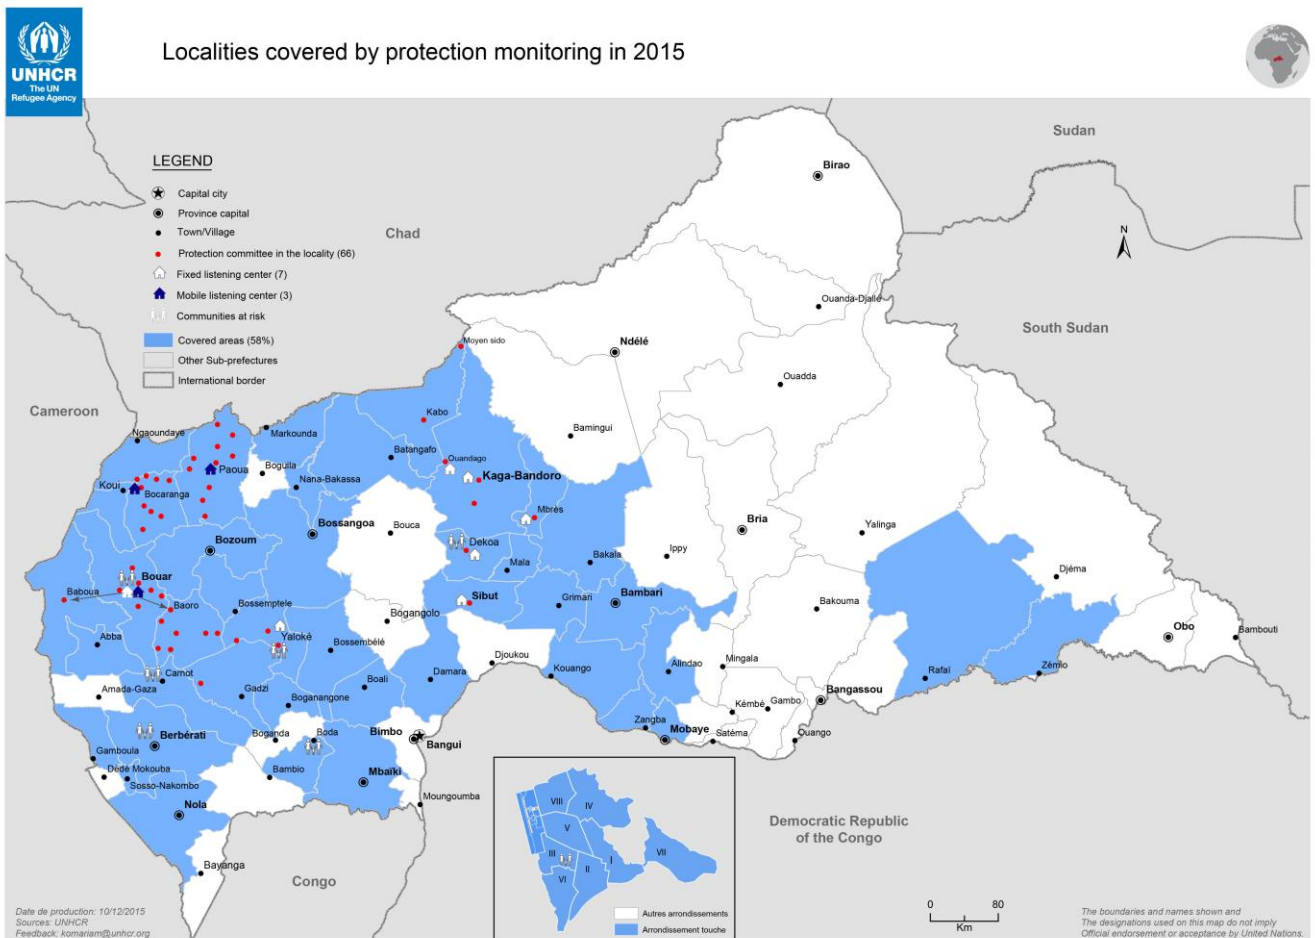 UNHCR
The UN
Refugee Agency
Localities covered by protection monitoring in 2015
Sudan
Birao
LEGEND
Capital city
Province capital
Town/Village
Protection committee in the locality (66)
Fixed listening center (7)
Mobile listening center (3)
Communities at risk
Covered areas (58%)
Other Sub-prefectures
International border
Chad
N
Ouanda-Djallé
South Sudan
Moyen sido
Ndélé
Ouadda
Cameroon
Kabo
Ngaoundaye
Markounda
Bamingui
Batangafo
Ouandago
Paoua
Boguila
Kaga-Bandoro
Nana-Bakassa
Koui
Bocaranga
Mbrès
Bossangoa
Bouca
Bria
Yalinga
Bozoum
Dekoa
Ippy
Bakala
Mala
Bouar
Djéma
Baboua
Baoro
Bossemptele
Sibut
Grimari
Bambari
Bakouma
Bogangolo
Abba
Yaloké
Bossembélé
Obo
Bambouti
Djoukou
Kouango
Alindao
Mingala
Rafaï
Zémio
Carnot
Damara
Boali
Amada-Gaza
Gadzi
Boganangone
Bangassou
Kémbé
Gambo
Zangba
Mobaye
Satéma
Ouango
Berbérati
Boganda
Boda
Bimbo
Bangui
Gamboula
Dédé Mokouba
Sosso-Nakombo
Bambio
Mbaïki
Nola
Moungoumba
Bayanga
Congo
Democratic Republic
of the Congo
VIII
IV
V
III
I
VII
II
VI
Autres arrondissements
Arrondissement touche
0 80
Km
Date de production: 10/12/2015
Sources: UNHCR
Feedback: komariam@unhcr.org
The boundaries and names shown and
The designations used on this map do not imply
Official endorsement or acceptance by United Nations.